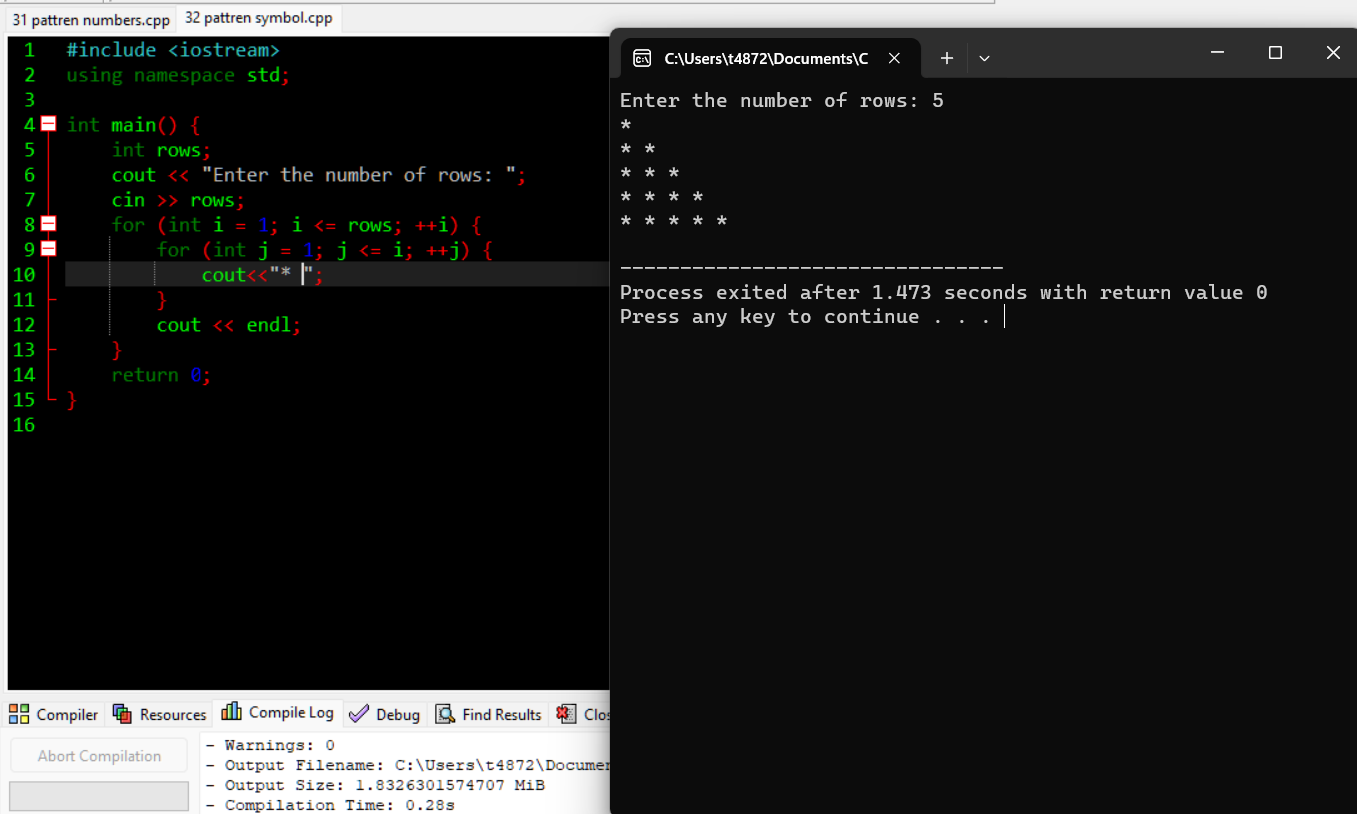 31 pattren numbers.cpp 32 pattren symbol.cpp
1 #include <iostream>
2 using namespace std;
3
4 int main() {
5 int rows;
6 cout << "Enter the number of rows: ";
7 cin >> rows;
8 for (int i = 1; i <= rows; ++i) {
9 for (int j = 1; j <= i; ++j) {
10 cout<<"* ";
11 }
12 cout << endl;
13 }
14 return 0;
15 }
16
C:\Users\t4872\Documents\C
Enter the number of rows: 5
*
* *
* * *
* * * *
* * * * *
--------------------------------
Process exited after 1.473 seconds with return value 0
Press any key to continue . . .
Compiler Resources Compile Log Debug Find Results
Abort Compilation
- Warnings: 0
- Output Filename: C:\Users\t4872\Documen
- Output Size: 1.8326301574707 MiB
- Compilation Time: 0.28s